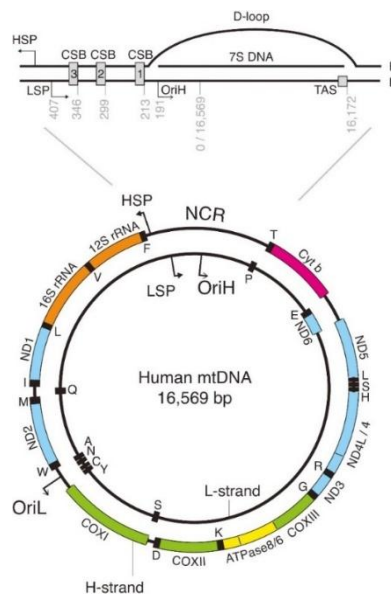 D-loop
HSP
CSB CSB CSB
7S DNA
3 2 1
LSP
OriH
TAS
407
346
299
213
191
0 / 16,569
16,172
HSP
NCR
12S rRNA
F
T
Cyt b
16S rRNA
V
LSP
OriH
P
E
ND6
L
ND1
ND5
I
Q
Human mtDNA
16,569 bp
L
S
H
M
ND2
ND4L / 4
A
N
C
Y
W
R
ND3
G
OriL
S
L-strand
COXI
K
COXIII
ATPase8/6
D
COXII
H-strand